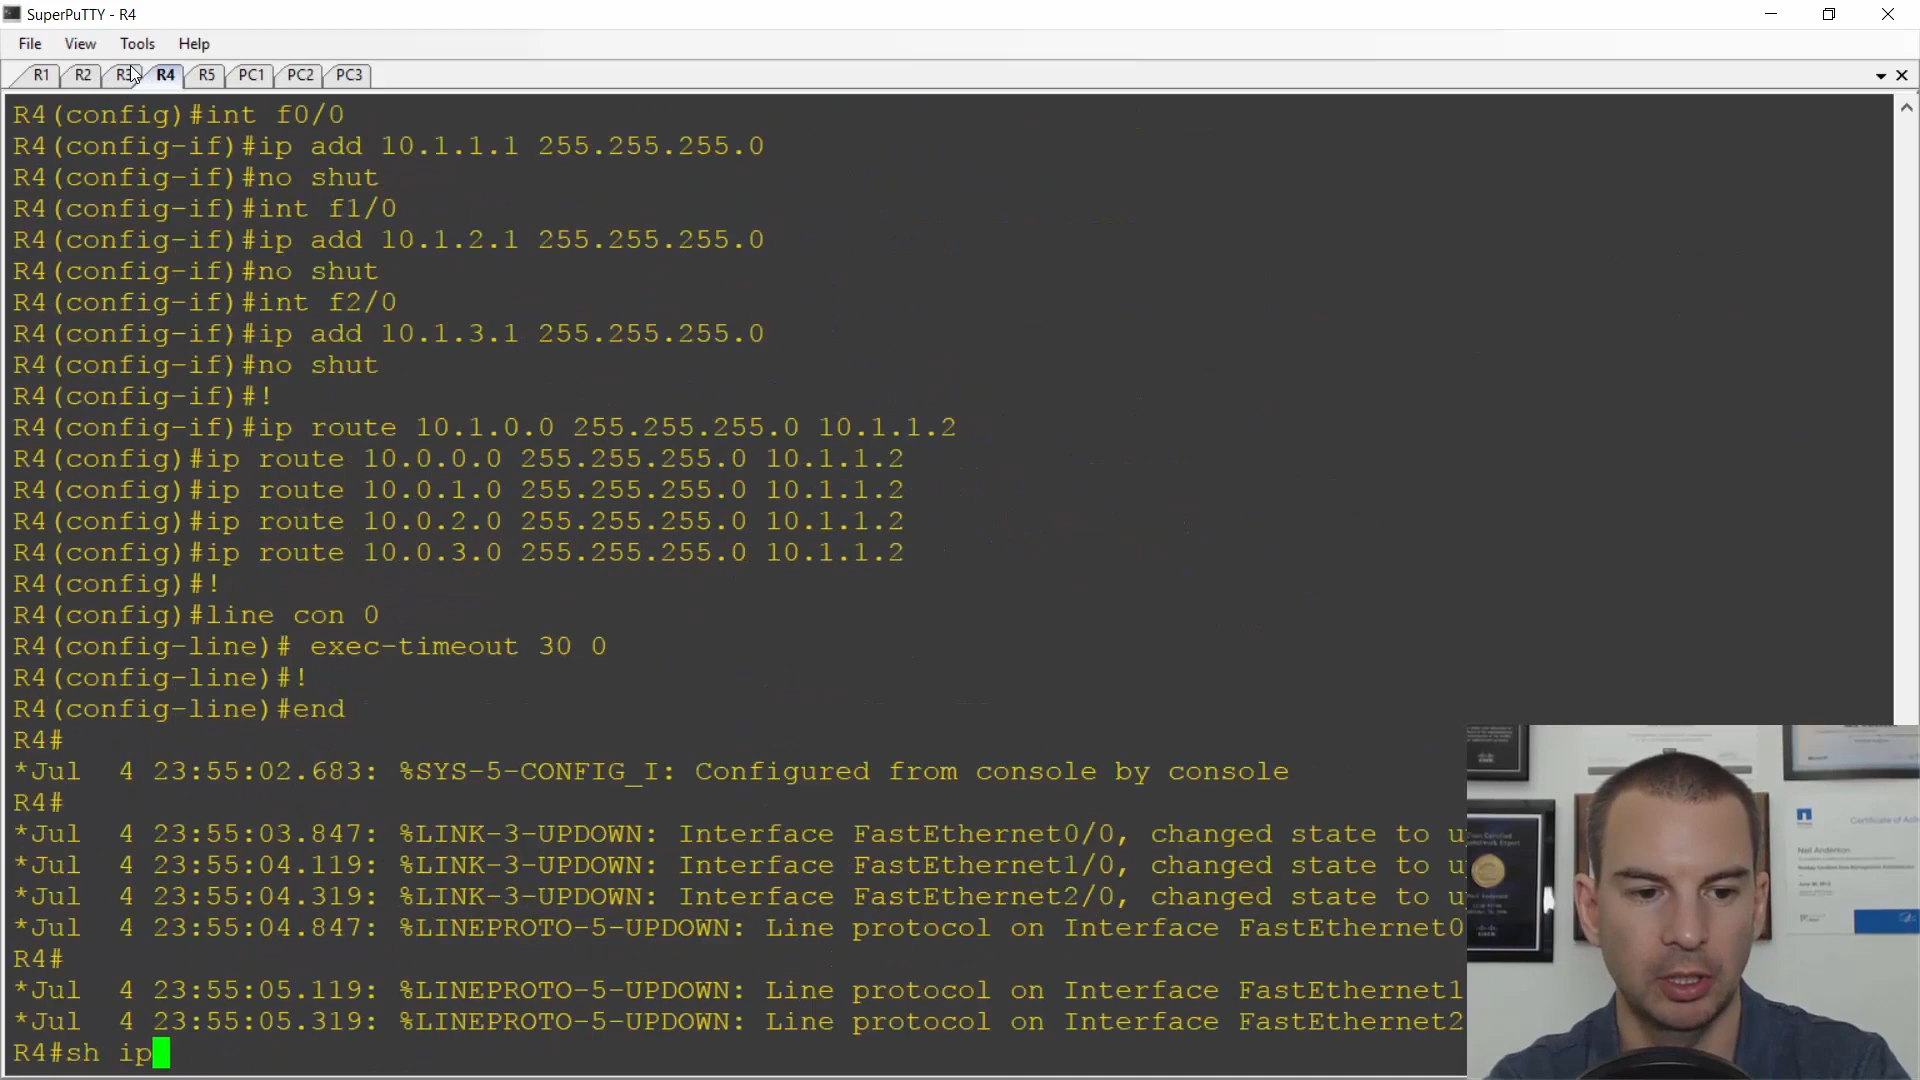 SuperPuTTY - R4
File View Tools Help
R1 R2 R3 R4 R5 PC1 PC2 PC3
R4(config)#int f0/0
R4(config-if)#ip add 10.1.1.1 255.255.255.0
R4(config-if)#no shut
R4(config-if)#int f1/0
R4(config-if)#ip add 10.1.2.1 255.255.255.0
R4(config-if)#no shut
R4(config-if)#int f2/0
R4(config-if)#ip add 10.1.3.1 255.255.255.0
R4(config-if)#no shut
R4(config-if)#!
R4(config-if)#ip route 10.1.0.0 255.255.255.0 10.1.1.2
R4(config)#ip route 10.0.0.0 255.255.255.0 10.1.1.2
R4(config)#ip route 10.0.1.0 255.255.255.0 10.1.1.2
R4(config)#ip route 10.0.2.0 255.255.255.0 10.1.1.2
R4(config)#ip route 10.0.3.0 255.255.255.0 10.1.1.2
R4(config)#!
R4(config)#line con 0
R4(config-line)# exec-timeout 30 0
R4(config-line)#!
R4(config-line)#end
R4#
*Jul  4 23:55:02.683: %SYS-5-CONFIG_I: Configured from console by console
R4#
*Jul  4 23:55:03.847: %LINK-3-UPDOWN: Interface FastEthernet0/0, changed state to u
*Jul  4 23:55:04.119: %LINK-3-UPDOWN: Interface FastEthernet1/0, changed state to u
*Jul  4 23:55:04.319: %LINK-3-UPDOWN: Interface FastEthernet2/0, changed state to u
*Jul  4 23:55:04.847: %LINEPROTO-5-UPDOWN: Line protocol on Interface FastEthernet0
R4#
*Jul  4 23:55:05.119: %LINEPROTO-5-UPDOWN: Line protocol on Interface FastEthernet1
*Jul  4 23:55:05.319: %LINEPROTO-5-UPDOWN: Line protocol on Interface FastEthernet2
R4#sh ip
Neil Anderson